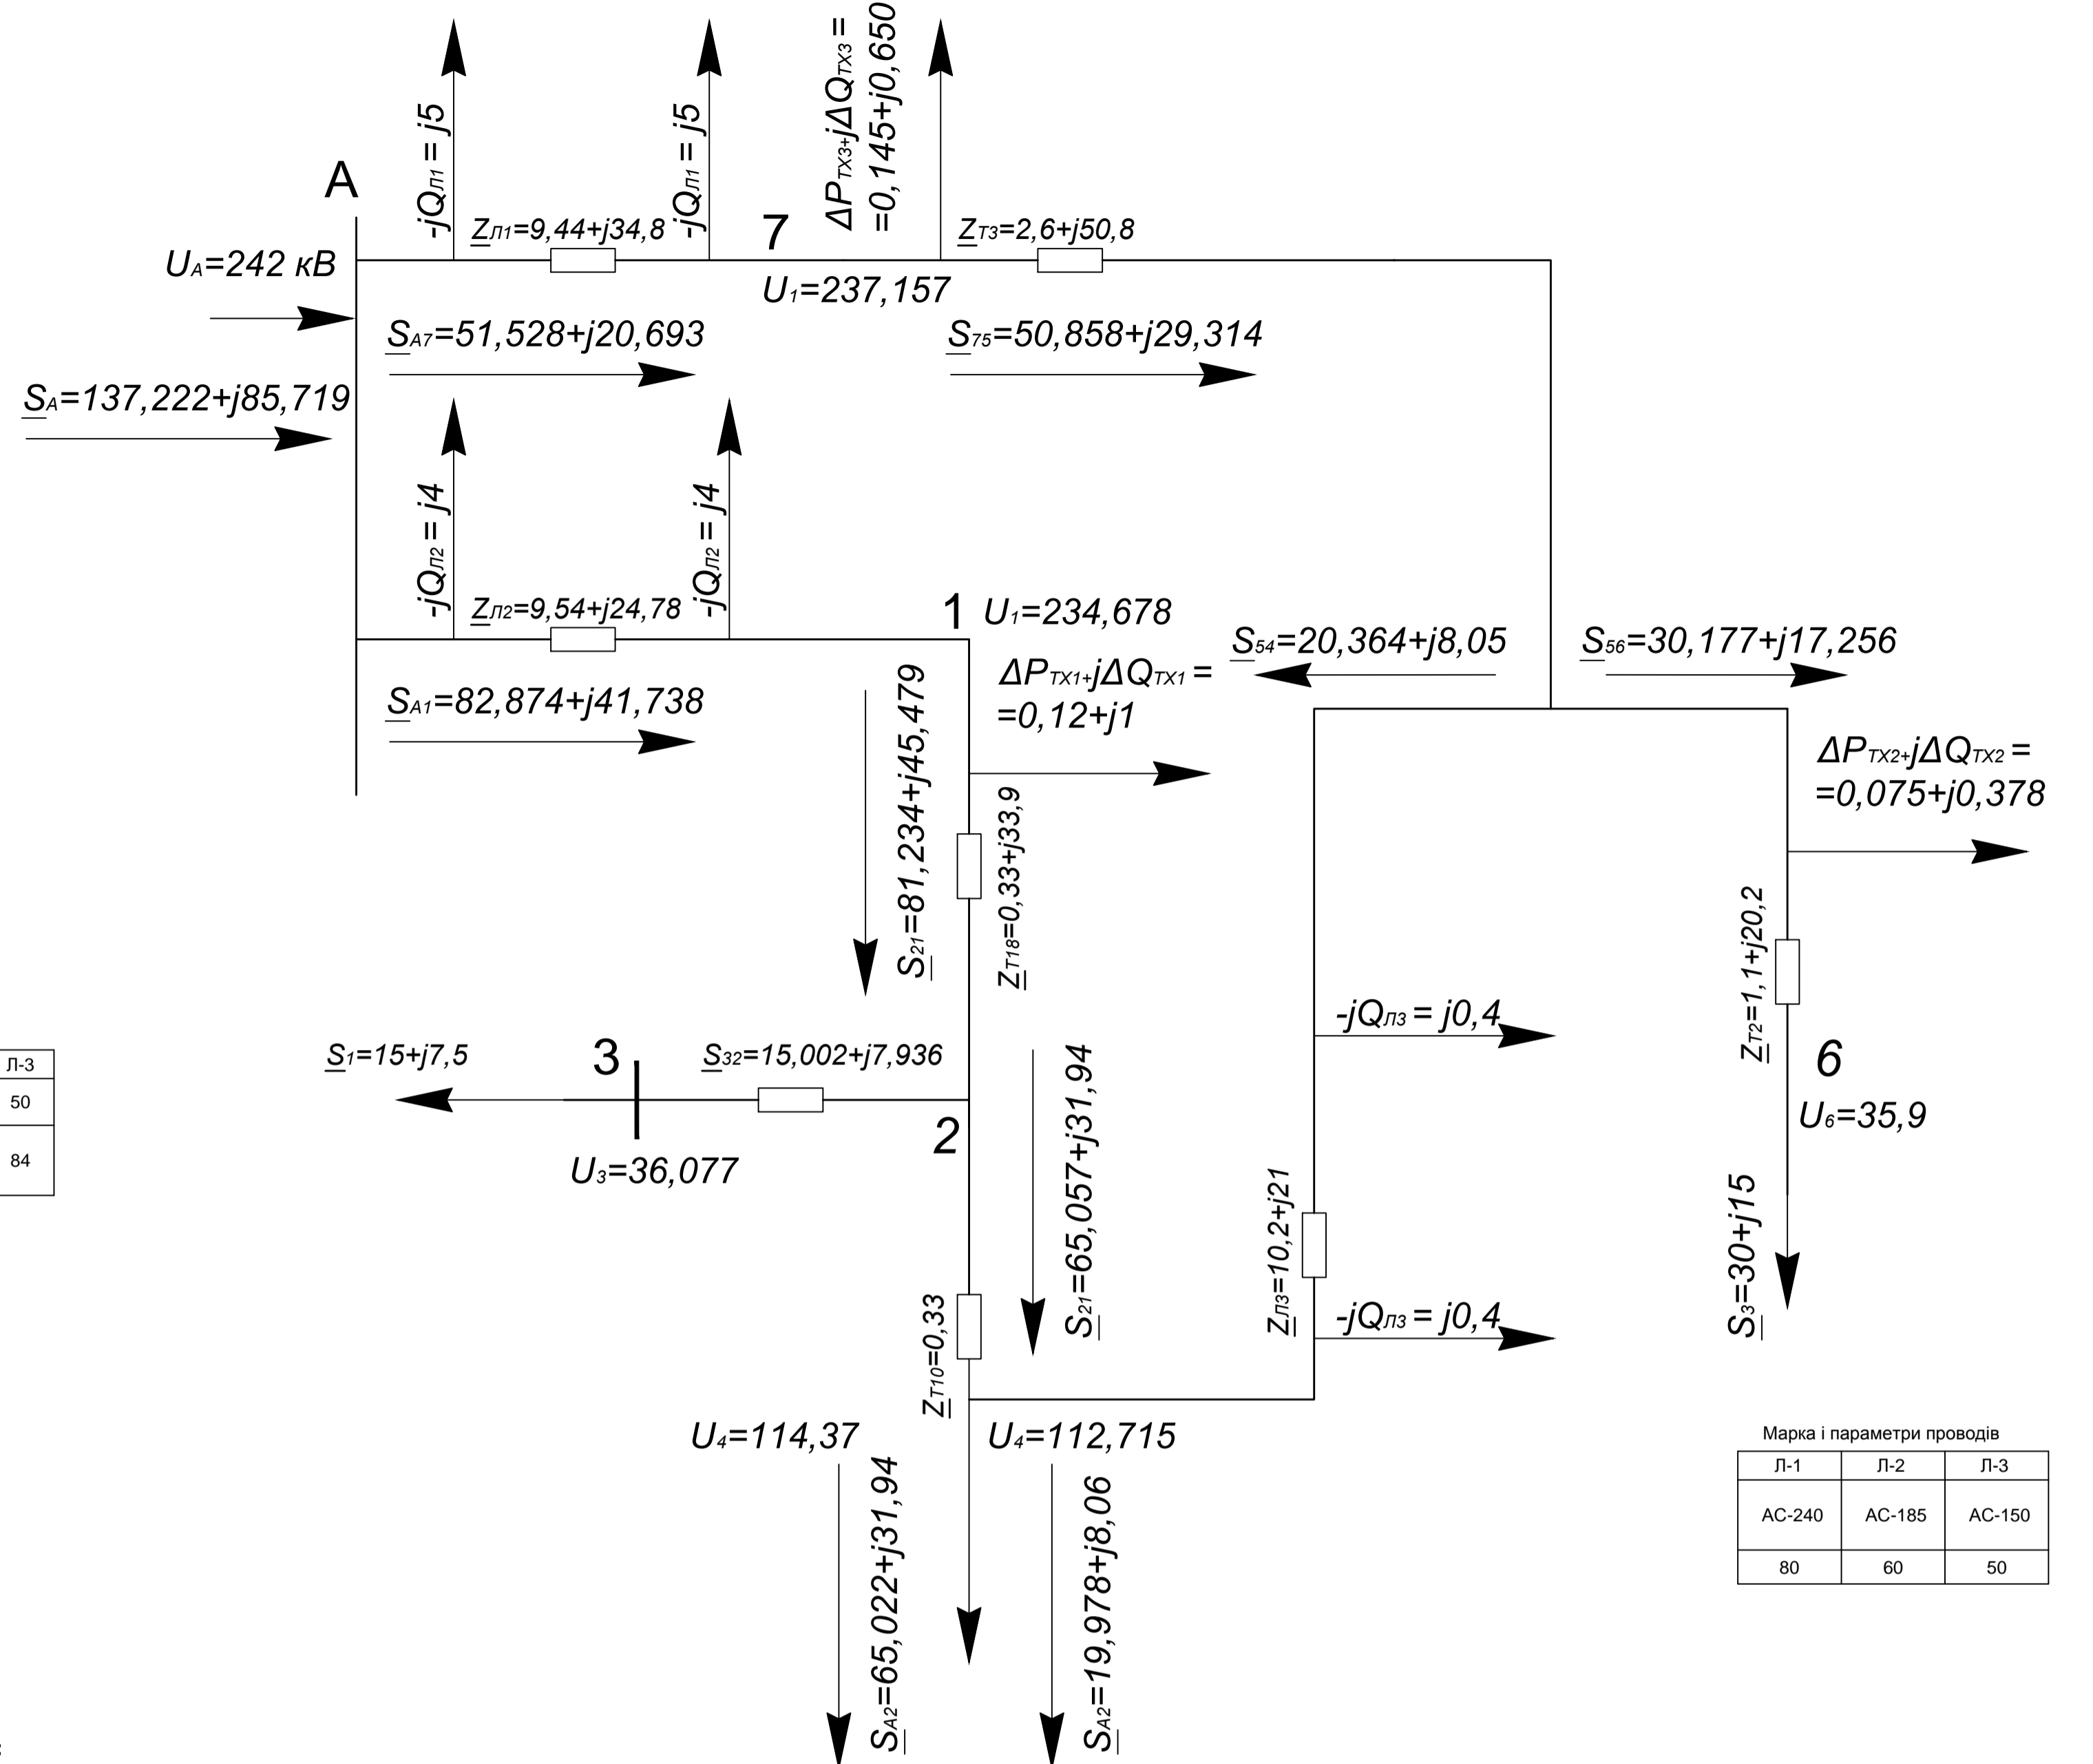 -jQЛ1 = j5
-jQЛ1 = j5
ΔPТХ3+jΔQТХ3 =
=0,145+j0,650
A
ZЛ1=9,44+j34,8
7
ZТ3=2,6+j50,8
UA=242 кВ
U1=237,157
SA7=51,528+j20,693
S75=50,858+j29,314
SA=137,222+j85,719
-jQЛ2 = j4
-jQЛ2 = j4
ZЛ2=9,54+j24,78
1
U1=234,678
ΔPТХ1+jΔQТХ1 =
=0,12+j1
S54=20,364+j8,05
S56=30,177+j17,256
SA1=82,874+j41,738
S21=81,234+j45,479
ΔPТХ2+jΔQТХ2 =
=0,075+j0,378
ZТ18=0,33+j33,9
ZТ2=1,1+j20,2
-jQЛ3 = j0,4
S1=15+j7,5
3
S32=15,002+j7,936
6
2
U6=35,9
U3=36,077
S21=65,057+j31,94
ZЛ3=10,2+j21
S3=30+j15
-jQЛ3 = j0,4
ZТ10=0,33
U4=114,37
U4=112,715
SA2=65,022+j31,94
SA2=19,978+j8,06
Л-3
50
84
Марка і параметри проводів
Л-1 Л-2 Л-3
АС-240 АС-185 АС-150
80 60 50